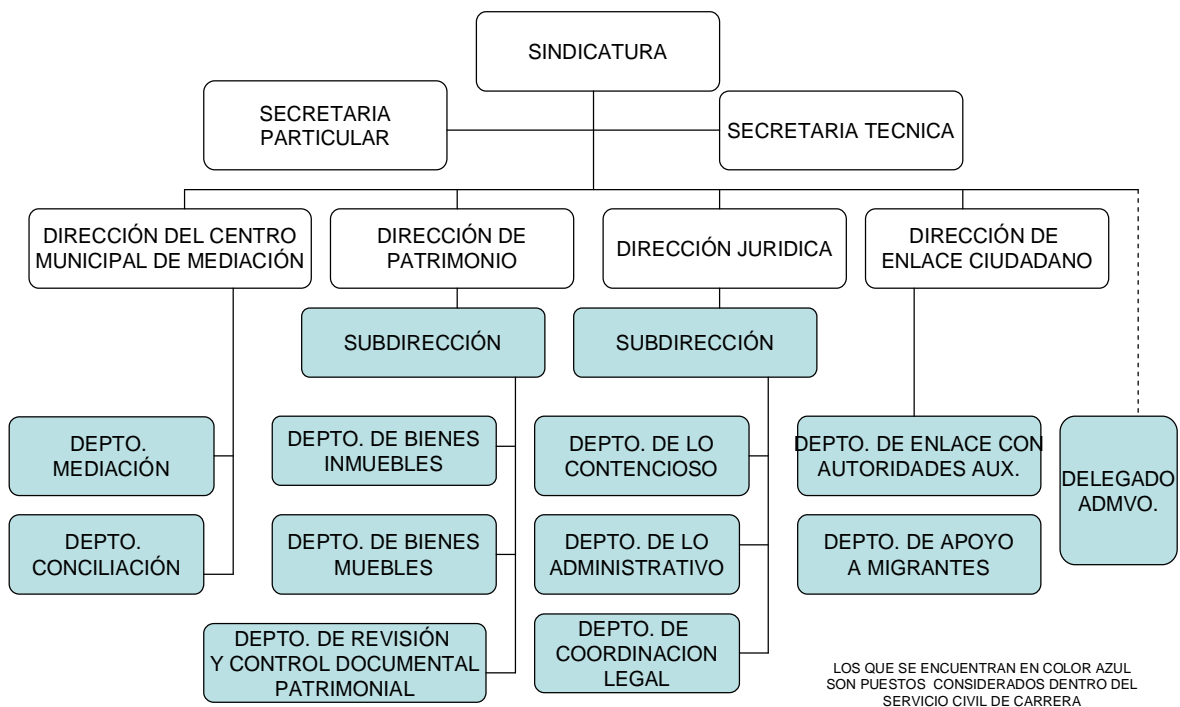 SINDICATURA
SECRETARIA
PARTICULAR
SECRETARIA TECNICA
DIRECCIÓN DEL CENTRO
MUNICIPAL DE MEDIACIÓN
DIRECCIÓN DE
PATRIMONIO
DIRECCIÓN JURIDICA
DIRECCIÓN DE
ENLACE CIUDADANO
SUBDIRECCIÓN
SUBDIRECCIÓN
DEPTO.
MEDIACIÓN
DEPTO. DE BIENES
INMUEBLES
DEPTO. DE LO
CONTENCIOSO
DEPTO. DE ENLACE CON
AUTORIDADES AUX.
DELEGADO
ADMVO.
DEPTO.
CONCILIACIÓN
DEPTO. DE BIENES
MUEBLES
DEPTO. DE LO
ADMINISTRATIVO
DEPTO. DE APOYO
A MIGRANTES
DEPTO. DE REVISIÓN
Y CONTROL DOCUMENTAL
PATRIMONIAL
DEPTO. DE
COORDINACION
LEGAL
LOS QUE SE ENCUENTRAN EN COLOR AZUL
SON PUESTOS CONSIDERADOS DENTRO DEL
SERVICIO CIVIL DE CARRERA